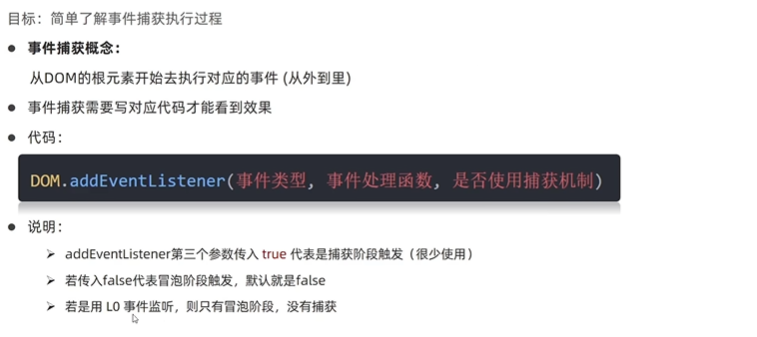 目标：简单了解事件捕获执行过程
● 事件捕获概念：
从DOM的根元素开始去执行对应的事件 (从外到里)
● 事件捕获需要写对应代码才能看到效果
● 代码：
DOM.addEventListener(事件类型, 事件处理函数, 是否使用捕获机制)
● 说明：
➢ addEventListener第三个参数传入 true 代表是捕获阶段触发（很少使用）
➢ 若传入false代表冒泡阶段触发，默认就是false
➢ 若是用 L0 事件监听，则只有冒泡阶段，没有捕获